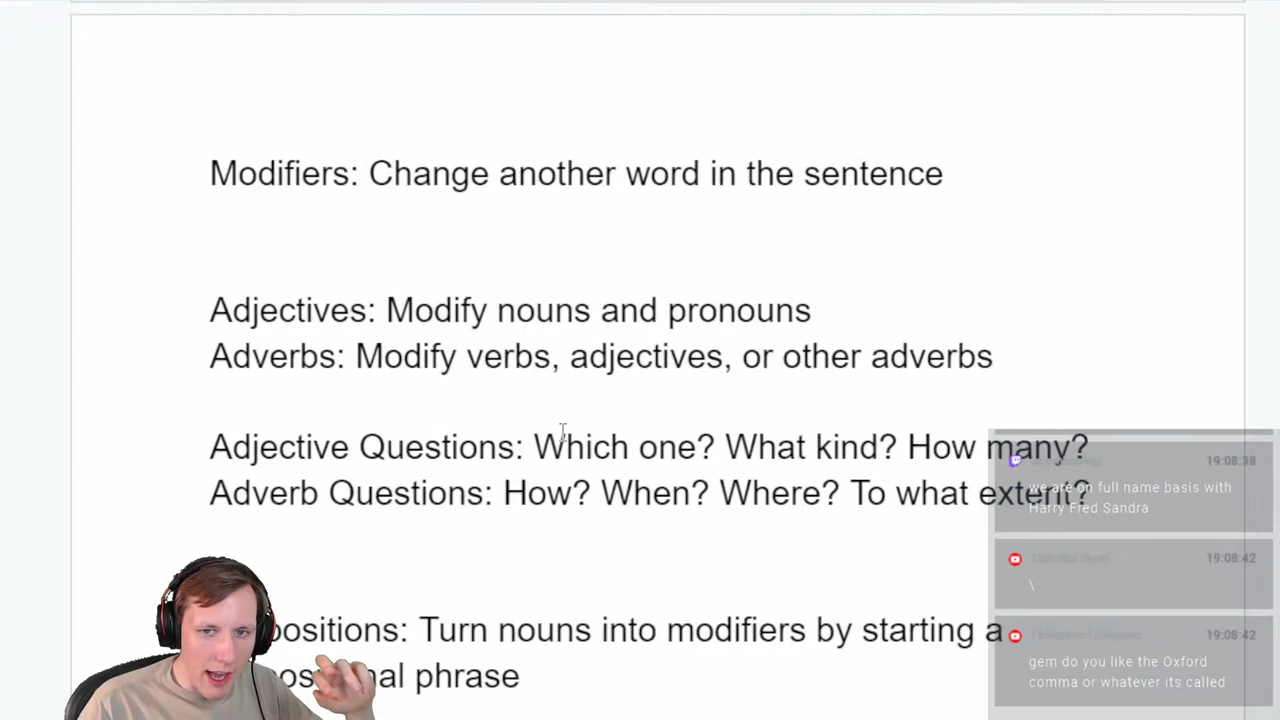 Modifiers: Change another word in the sentence
Adjectives: Modify nouns and pronouns
Adverbs: Modify verbs, adjectives, or other adverbs
Adjective Questions: Which one? What kind? How many?
Adverb Questions: How? When? Where? To what extent?
positions: Turn nouns into modifiers by starting a
phrase
19:08:38
we are on full name basis with
Harry Fred Sandra
19:08:42
\
19:08:42
gem do you like the Oxford
comma or whatever its called